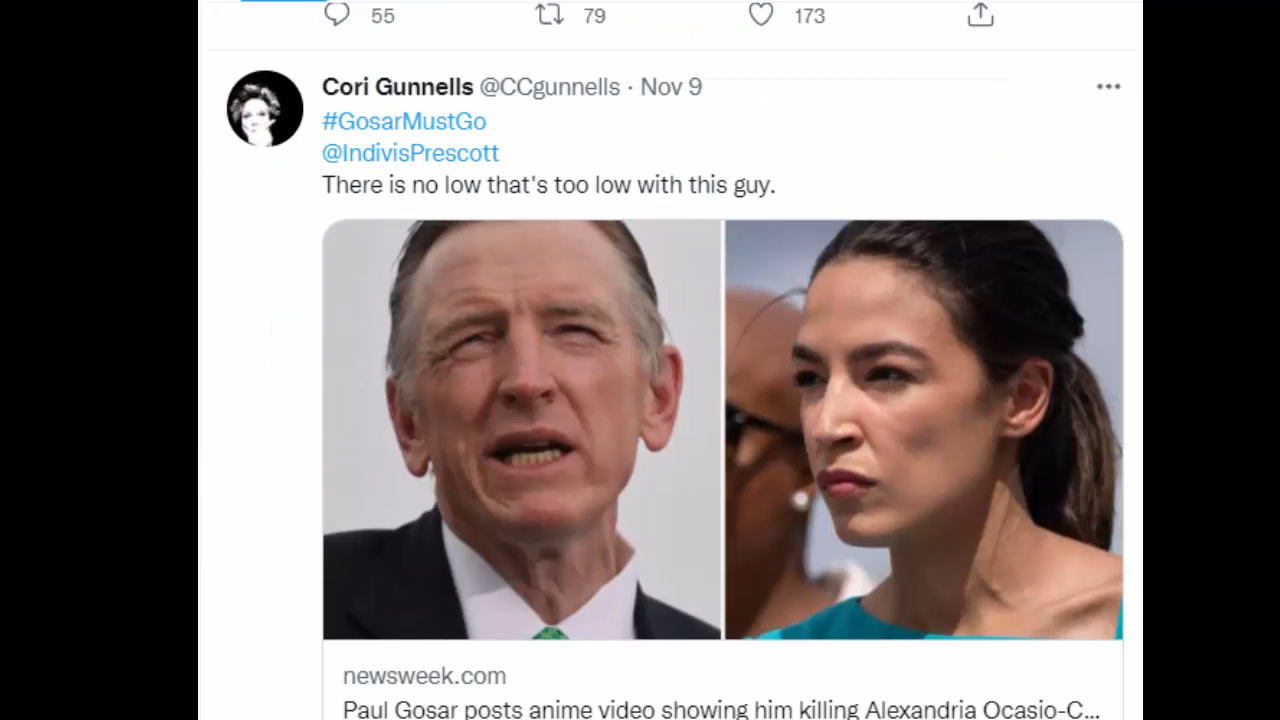 55 79 173
Cori Gunnells @CCgunnells · Nov 9
#GosarMustGo
@IndivisPrescott
There is no low that's too low with this guy.
newsweek.com
Paul Gosar posts anime video showing him killing Alexandria Ocasio-C...